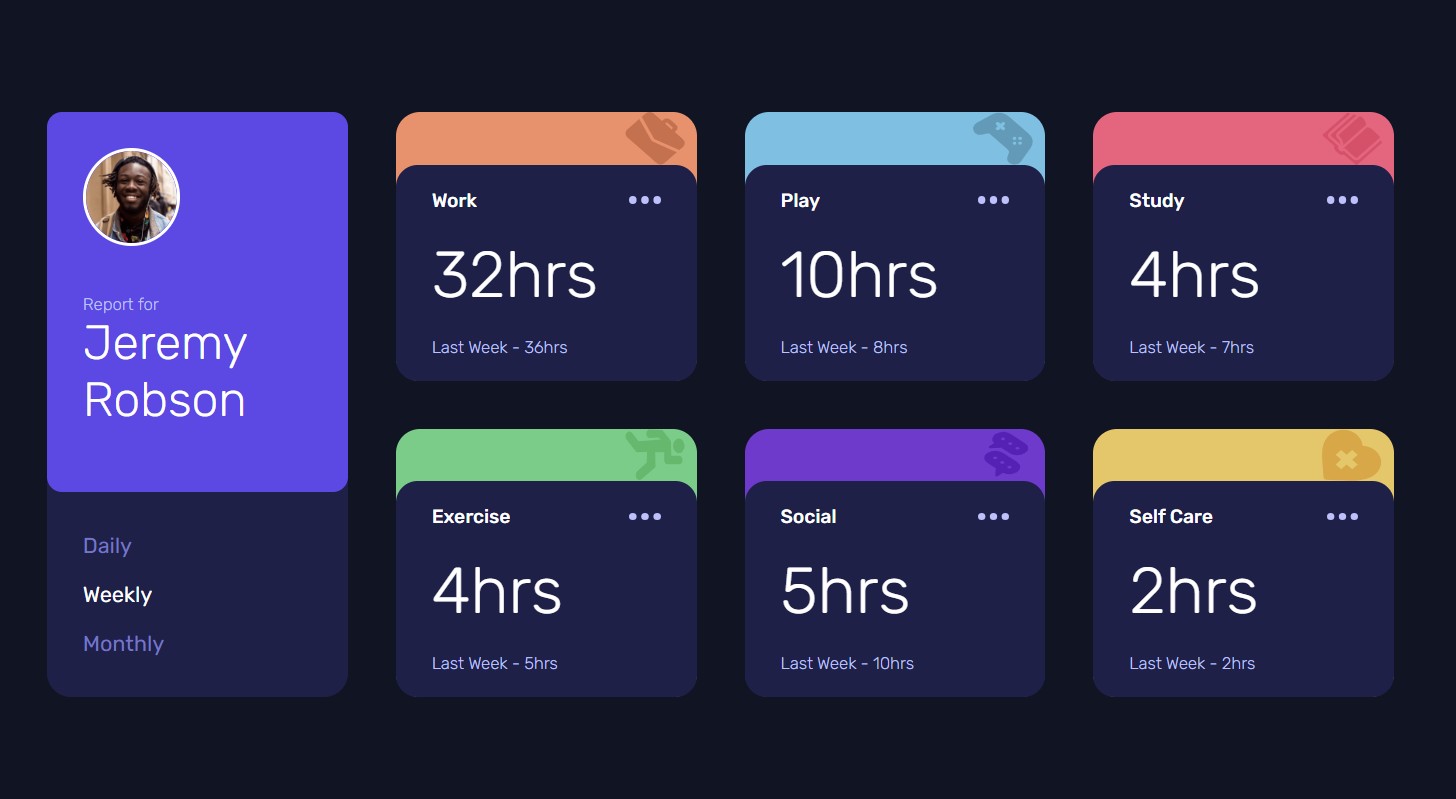 Report for
Jeremy
Robson
Daily
Weekly
Monthly
Work
32hrs
Last Week - 36hrs
Play
10hrs
Last Week - 8hrs
Study
4hrs
Last Week - 7hrs
Exercise
4hrs
Last Week - 5hrs
Social
5hrs
Last Week - 10hrs
Self Care
2hrs
Last Week - 2hrs